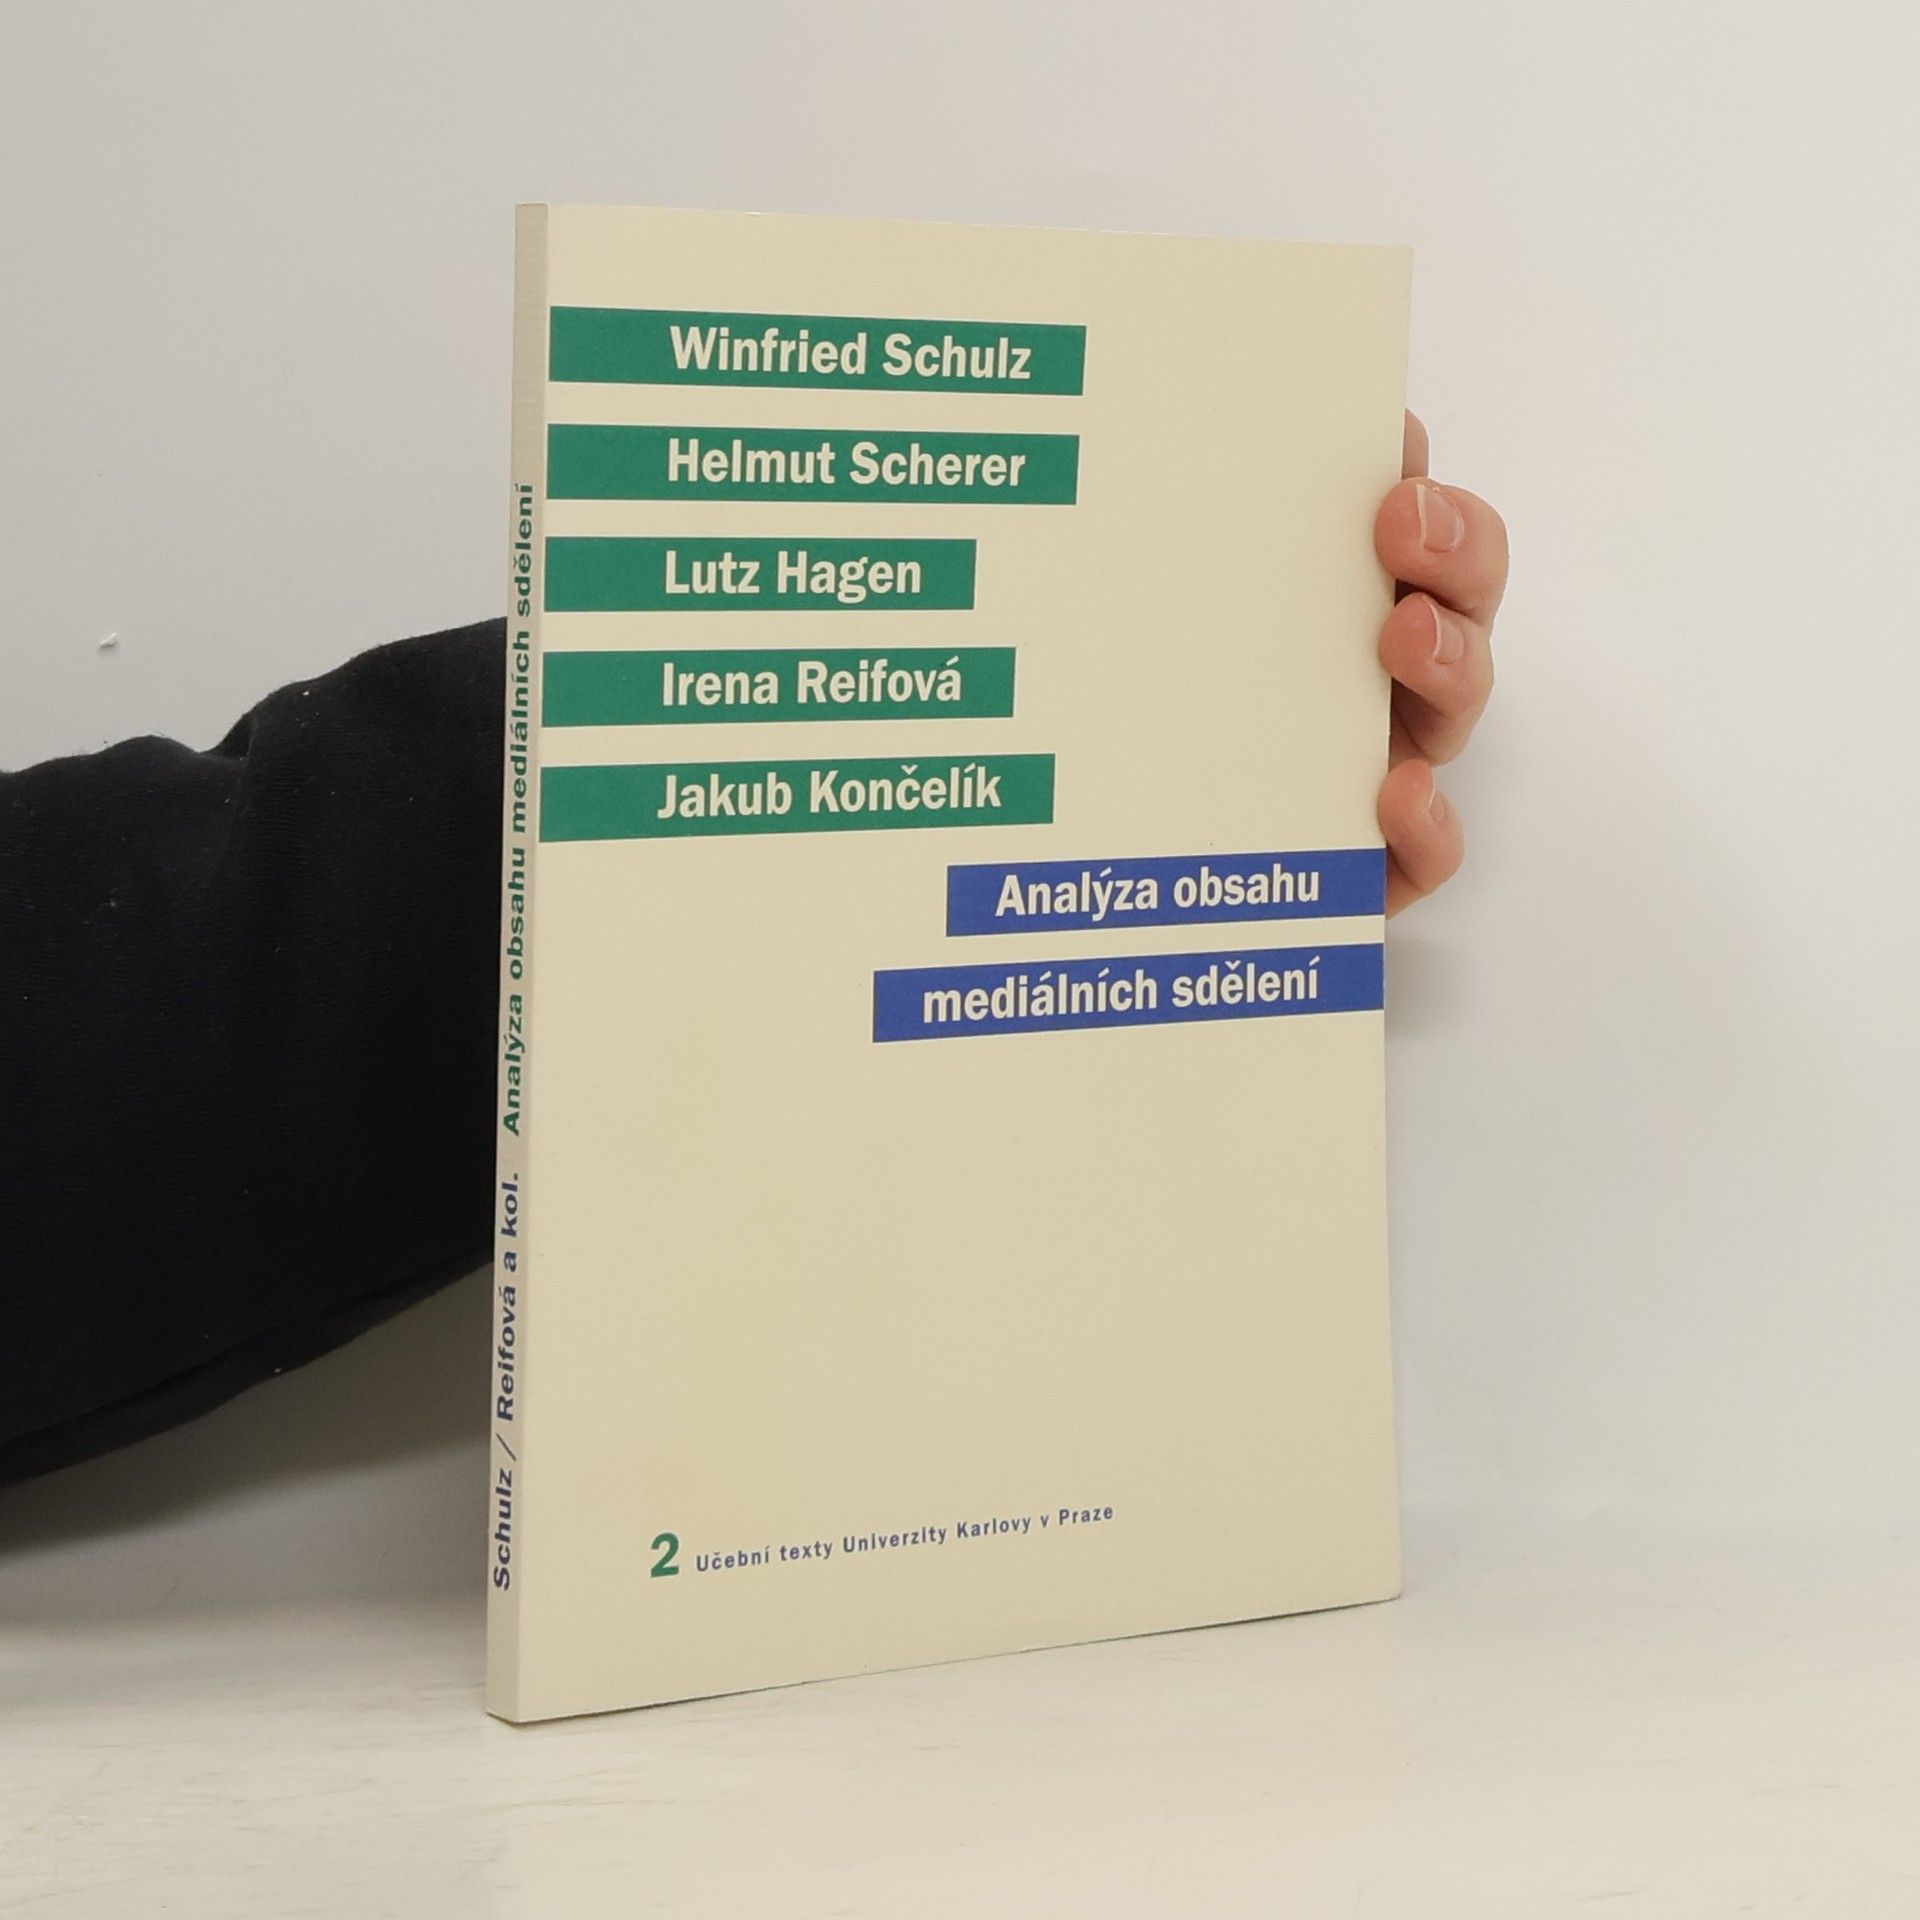 Winfried Schulz
Helmut Scherer
Lutz Hagen
Irena Reifová
Jakub Končelík
Analýza obsahu
mediálních sdělení
2 Učební texty Univerzity Karlovy v Praze
Schulz / Reifová a kol. Analýza obsahu mediálních sdělení